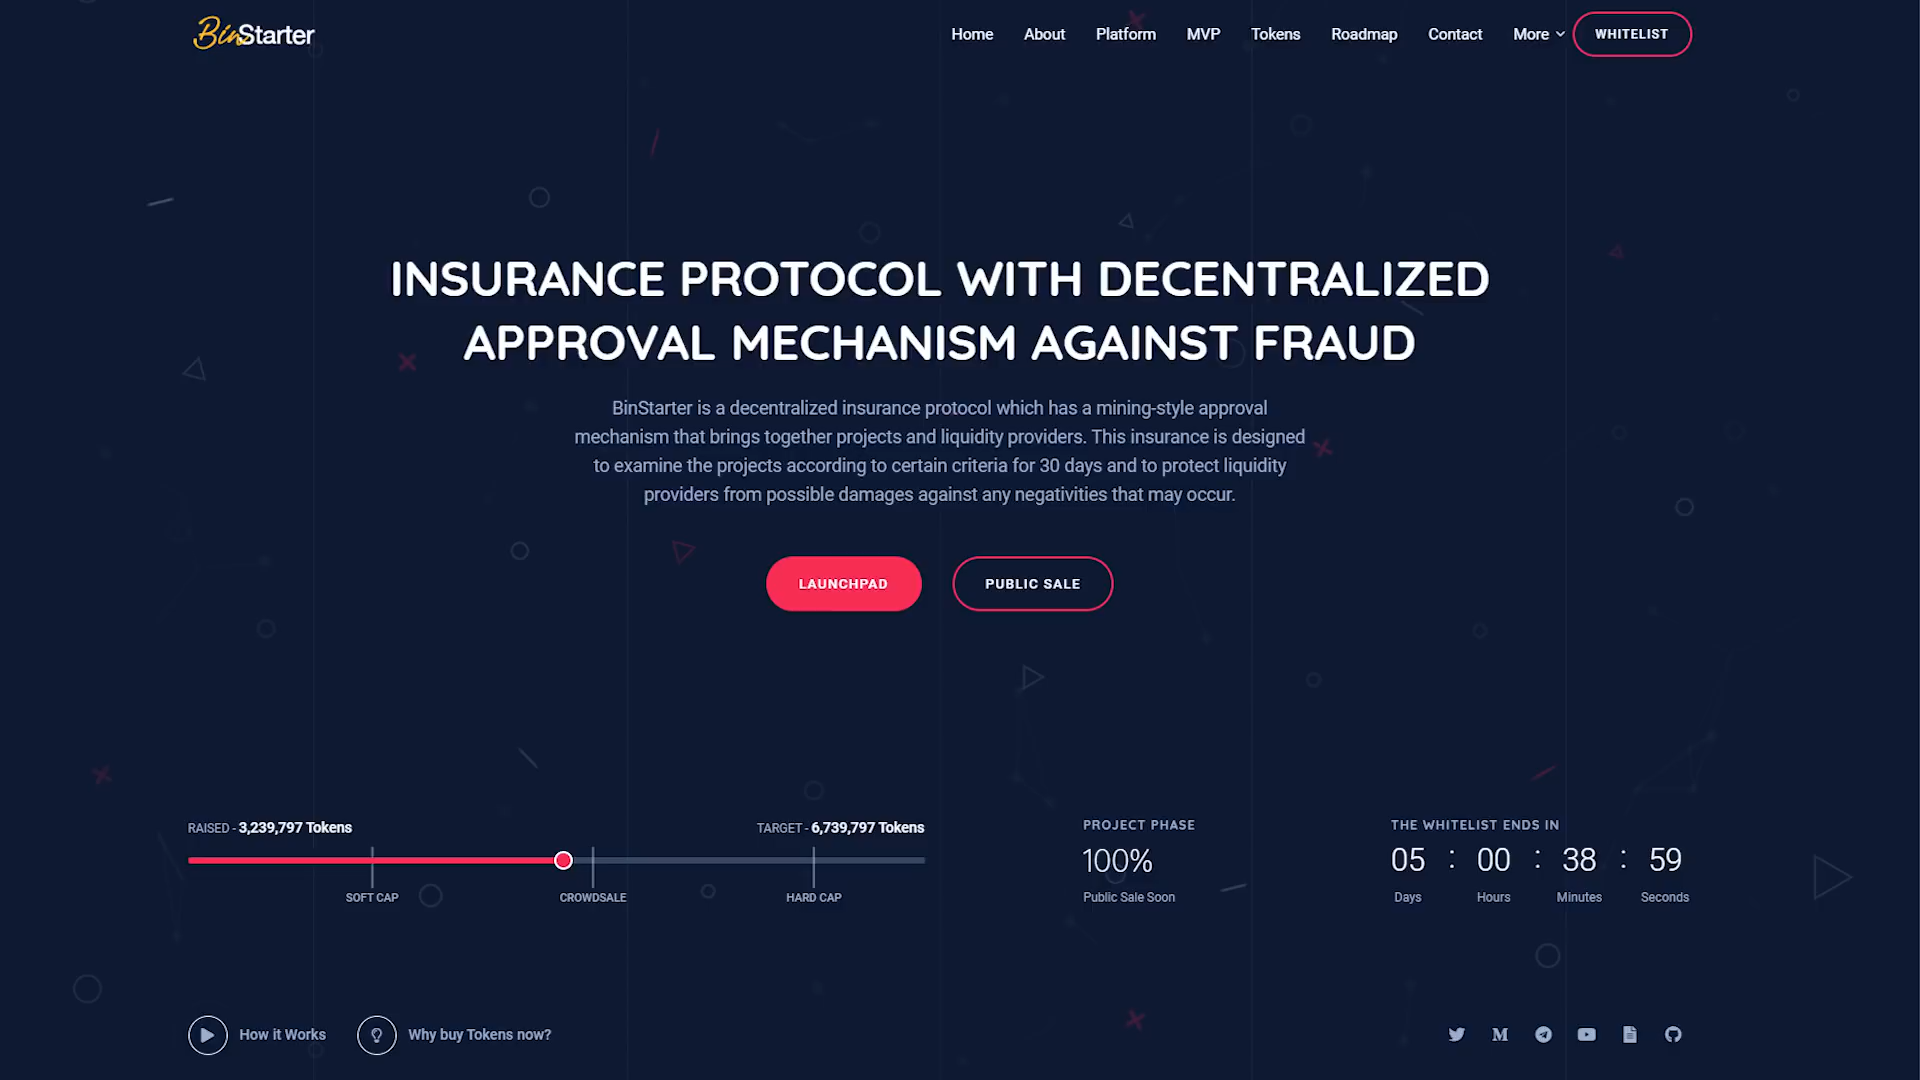 BinStarter
Home About Platform MVP Tokens Roadmap Contact More WHITELIST
INSURANCE PROTOCOL WITH DECENTRALIZED
APPROVAL MECHANISM AGAINST FRAUD
BinStarter is a decentralized insurance protocol which has a mining-style approval
mechanism that brings together projects and liquidity providers. This insurance is designed
to examine the projects according to certain criteria for 30 days and to protect liquidity
providers from possible damages against any negativities that may occur.
LAUNCHPAD PUBLIC SALE
RAISED - 3,239,797 Tokens TARGET - 6,739,797 Tokens
SOFT CAP CROWDSALE HARD CAP
PROJECT PHASE
100%
Public Sale Soon
THE WHITELIST ENDS IN
05 : 00 : 38 : 59
Days Hours Minutes Seconds
How it Works Why buy Tokens now?